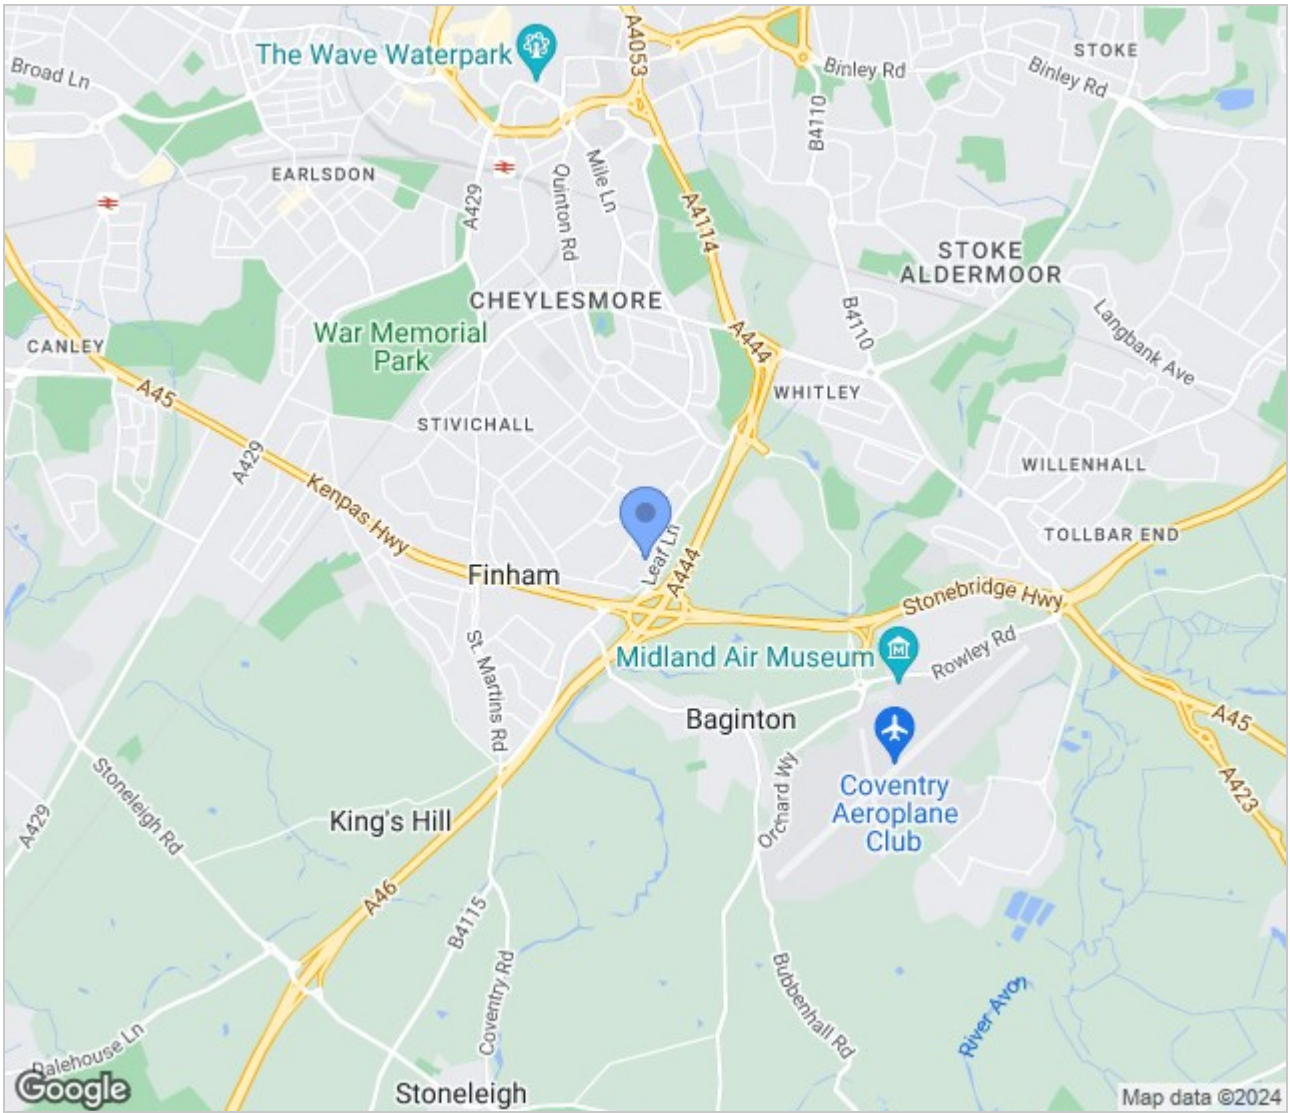 The Wave Waterpark
A4053
STOKE
Broad Ln
Binley Rd
Binley Rd
B4110
EARLSDON
Mile Ln
Quinton Rd
A429
A4114
STOKE
ALDERMOOR
CHEYLESMORE
B4110
Langbank Ave
War Memorial
Park
A444
CANLEY
A45
WHITLEY
STIVICHALL
A429
WILLENHALL
Kenpas Hwy
TOLLBAR END
Leaf Ln
Finham
A444
Stonebridge Hwy
St. Martins Rd
Midland Air Museum
Rowley Rd
Baginton
A45
Coventry
Aeroplane
Club
Orchard Wy
A423
Stoneleigh Rd
A429
King's Hill
A46
B4115
Coventry Rd
Bubbenhall Rd
River Avon
Dalehouse Ln
Google
Stoneleigh
Map data ©2024